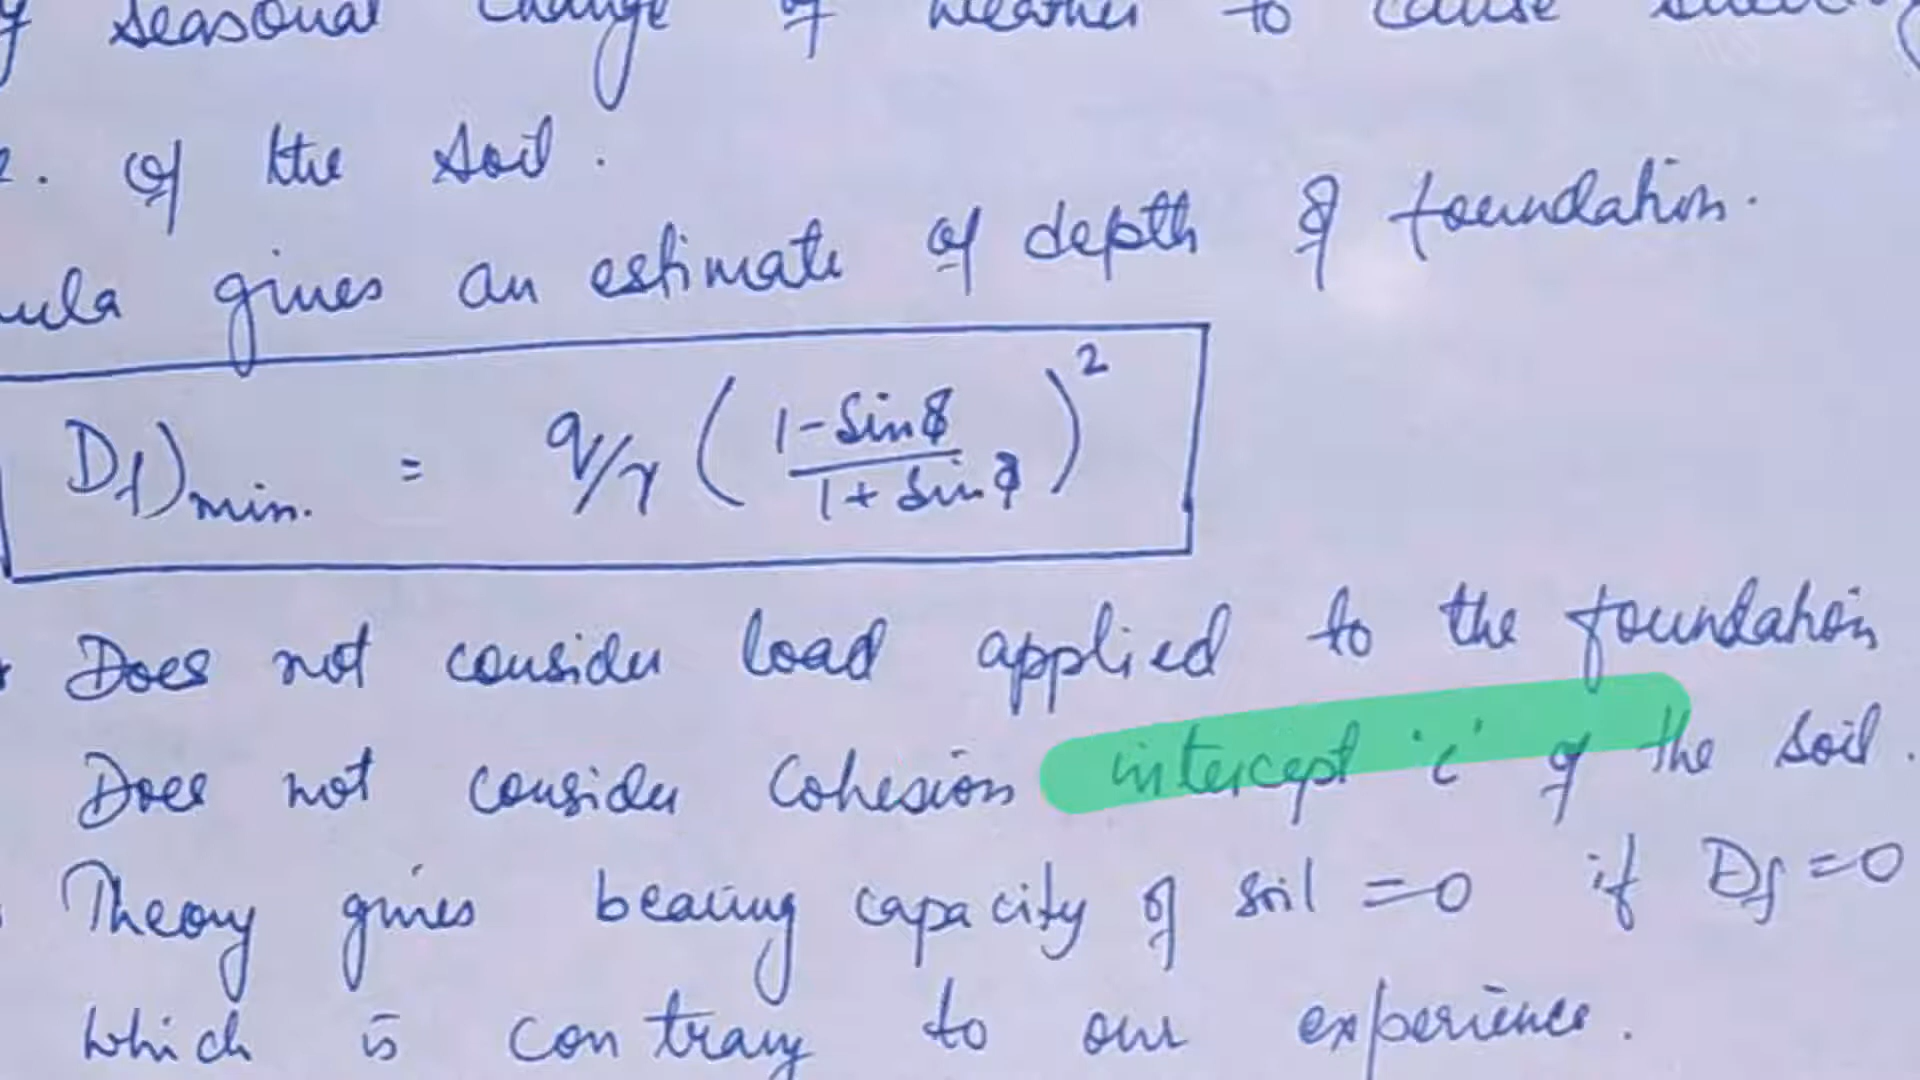 seasonal change of weather to cause
of the soil.
gives an estimate of depth of foundation.
Df)min. = q/γ ( 1-Sinϕ / 1+Sinϕ )²
Does not consider load applied to the foundation
Does not consider Cohesion intercept 'c' of the soil.
Theory gives bearing capacity of soil =0 if Df=0
which is contrary to our experience.